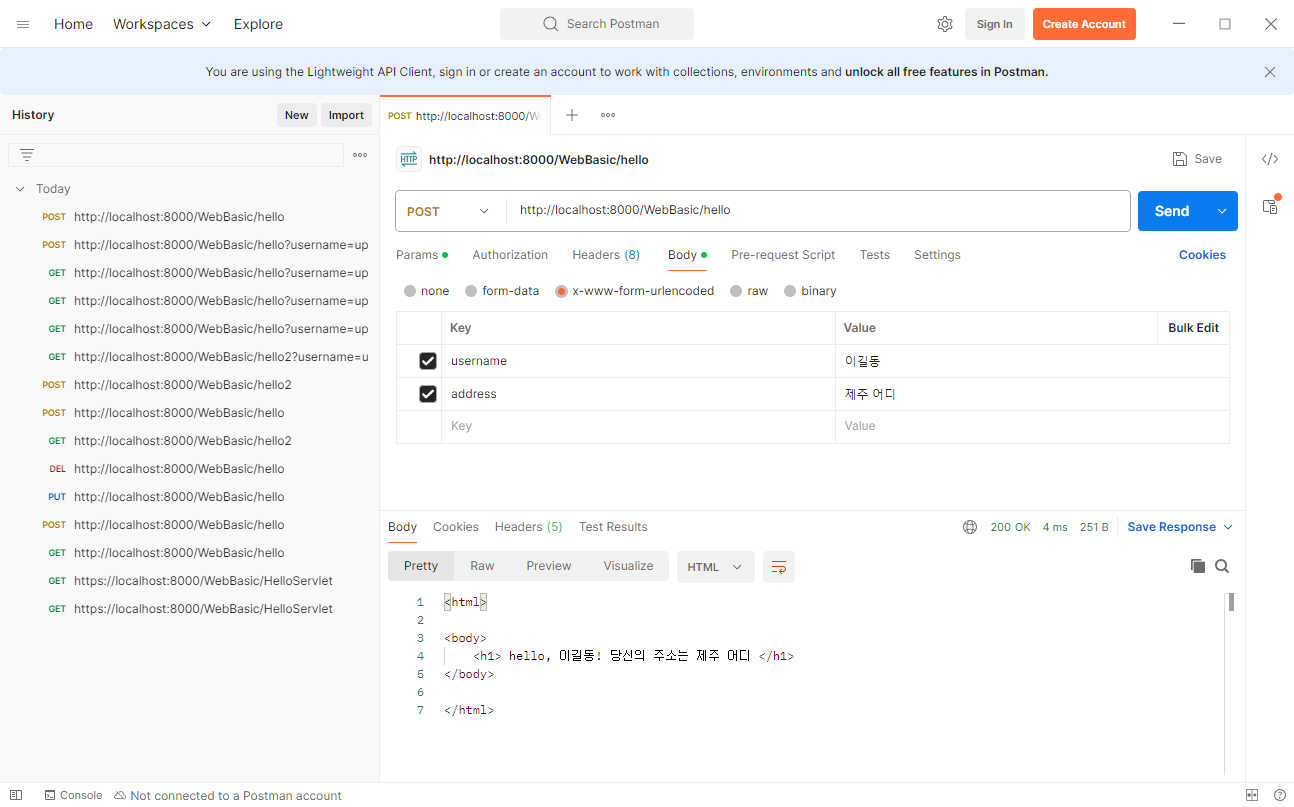 Home Workspaces Explore Search Postman Sign In Create Account
You are using the Lightweight API Client, sign in or create an account to work with collections, environments and unlock all free features in Postman.
History New Import
POST http://localhost:8000/W
HTTP http://localhost:8000/WebBasic/hello Save </>
Today
POST http://localhost:8000/WebBasic/hello
POST http://localhost:8000/WebBasic/hello?username=up
GET http://localhost:8000/WebBasic/hello?username=up
GET http://localhost:8000/WebBasic/hello?username=up
GET http://localhost:8000/WebBasic/hello?username=up
GET http://localhost:8000/WebBasic/hello2?username=u
POST http://localhost:8000/WebBasic/hello2
POST http://localhost:8000/WebBasic/hello
GET http://localhost:8000/WebBasic/hello2
DEL http://localhost:8000/WebBasic/hello
PUT http://localhost:8000/WebBasic/hello
POST http://localhost:8000/WebBasic/hello
GET http://localhost:8000/WebBasic/hello
GET https://localhost:8000/WebBasic/HelloServlet
GET https://localhost:8000/WebBasic/HelloServlet
POST http://localhost:8000/WebBasic/hello Send
Params Authorization Headers (8) Body Pre-request Script Tests Settings Cookies
none form-data x-www-form-urlencoded raw binary
Key Value Bulk Edit
username 이길동
address 제주 어디
Key Value
Body Cookies Headers (5) Test Results 200 OK 4 ms 251 B Save Response
Pretty Raw Preview Visualize HTML
1 <html>
2
3 <body>
4 <h1> hello, 이길동! 당신의 주소는 제주 어디 </h1>
5 </body>
6
7 </html>
Console Not connected to a Postman account